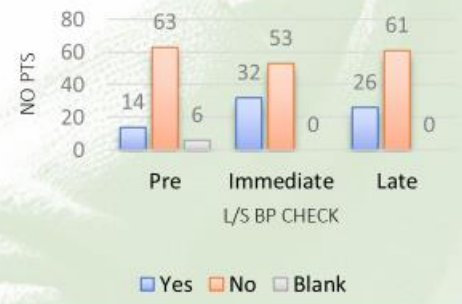 NO PTS
80
60
40
20
0
14 63 6
32 53 0
26 61 0
Pre Immediate Late
L/S BP CHECK
Yes No Blank